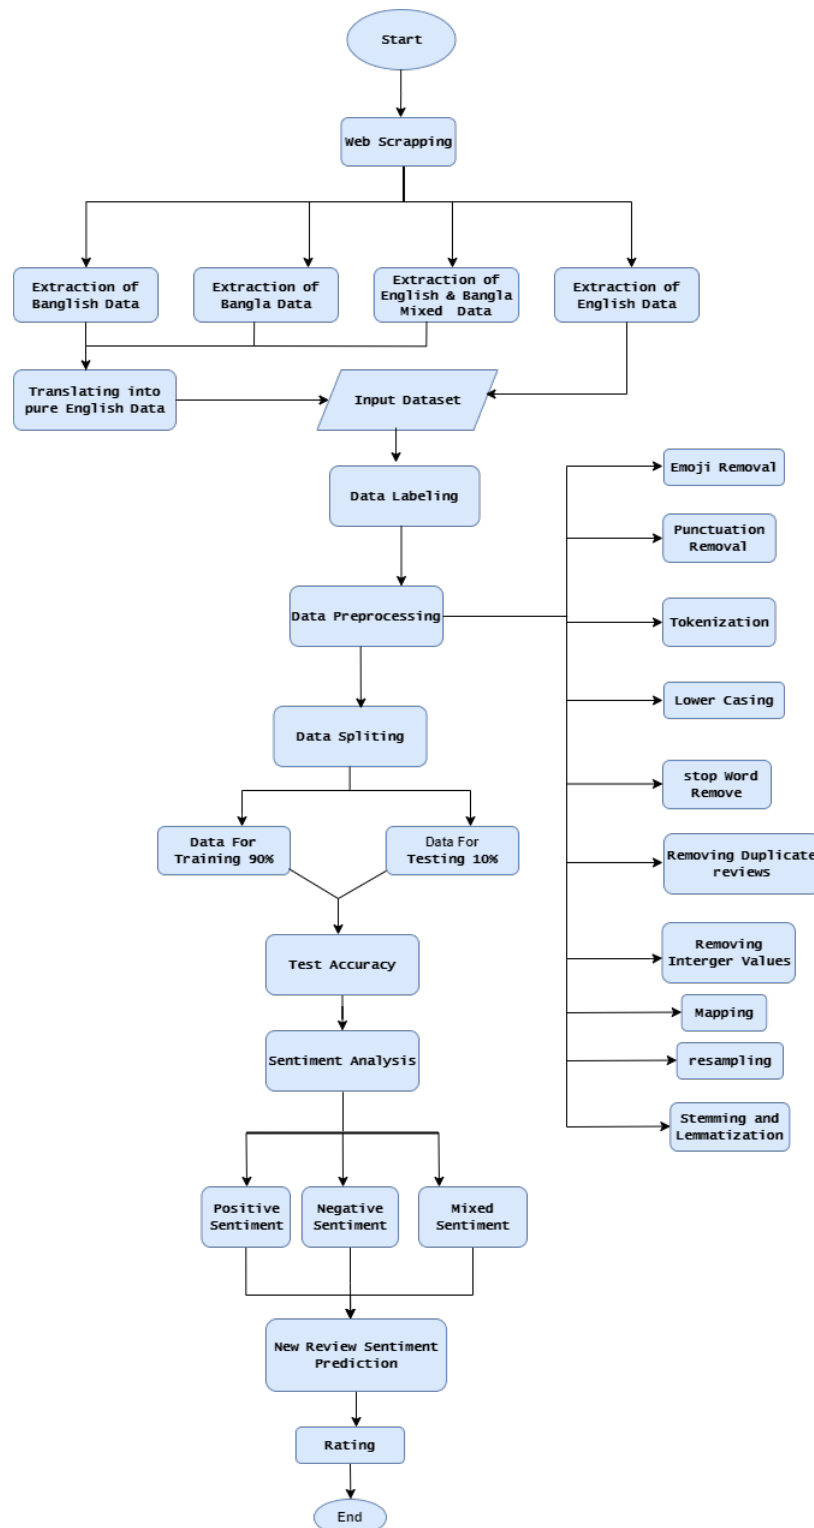 Start
Web Scrapping
Extraction of
Banglish Data
Extraction of
Bangla Data
Extraction of
English & Bangla
Mixed Data
Extraction of
English Data
Translating into
pure English Data
Input Dataset
Data Labeling
Data Preprocessing
Emoji Removal
Punctuation
Removal
Tokenization
Lower Casing
stop Word
Remove
Removing Duplicate
reviews
Removing
Interger Values
Mapping
resampling
Stemming and
Lemmatization
Data Spliting
Data For
Training 90%
Data For
Testing 10%
Test Accuracy
Sentiment Analysis
Positive
Sentiment
Negative
Sentiment
Mixed
Sentiment
New Review Sentiment
Prediction
Rating
End